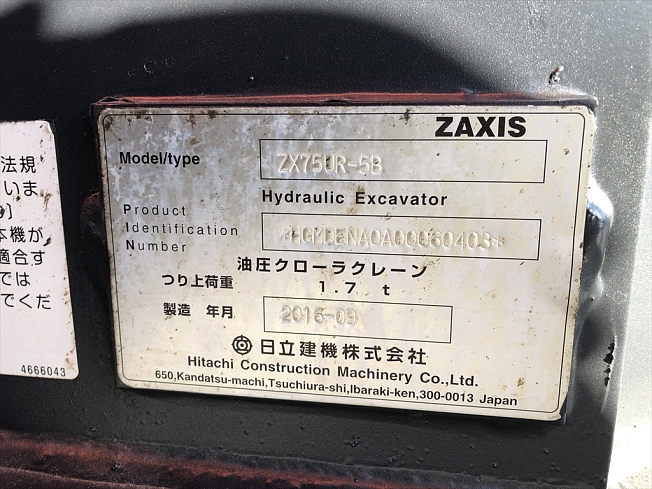 ZAXIS
Model/type ZX75UR-5B
Hydraulic Excavator
Product
Identification
Number *HCMDENA0A00060403*
油圧クローラクレーン
つり上荷重 1.7 t
製造 年月 2016-09
日立建機株式会社
Hitachi Construction Machinery Co.,Ltd.
650,Kandatsu-machi,Tsuchiura-shi,Ibaraki-ken,300-0013 Japan
法規
いま
]
本機が
適合す
では
でくだ
4666043